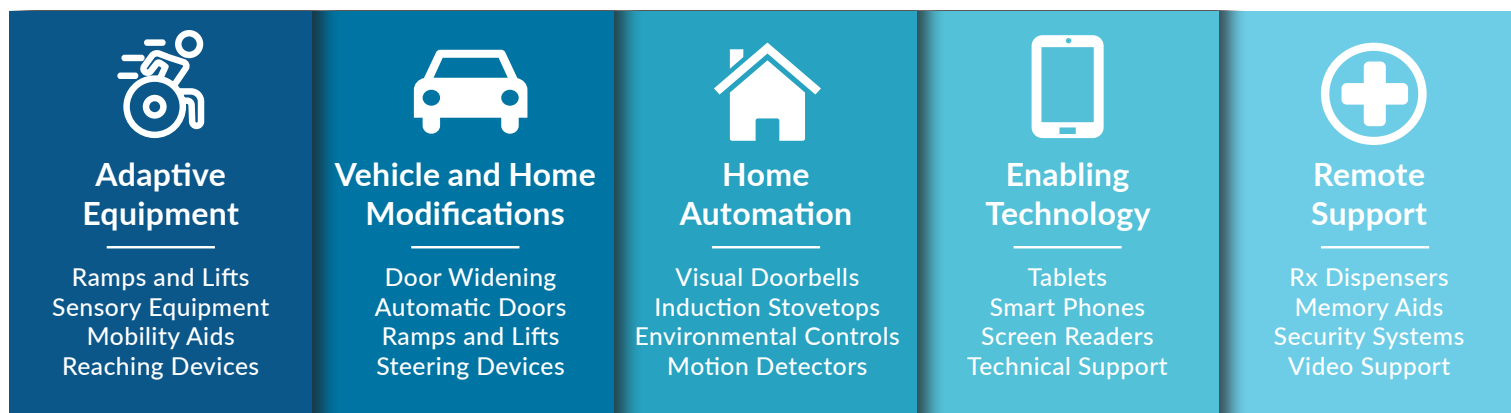 Adaptive
Equipment
Ramps and Lifts
Sensory Equipment
Mobility Aids
Reaching Devices
Vehicle and Home
Modifications
Door Widening
Automatic Doors
Ramps and Lifts
Steering Devices
Home
Automation
Visual Doorbells
Induction Stovetops
Environmental Controls
Motion Detectors
Enabling
Technology
Tablets
Smart Phones
Screen Readers
Technical Support
Remote
Support
Rx Dispensers
Memory Aids
Security Systems
Video Support